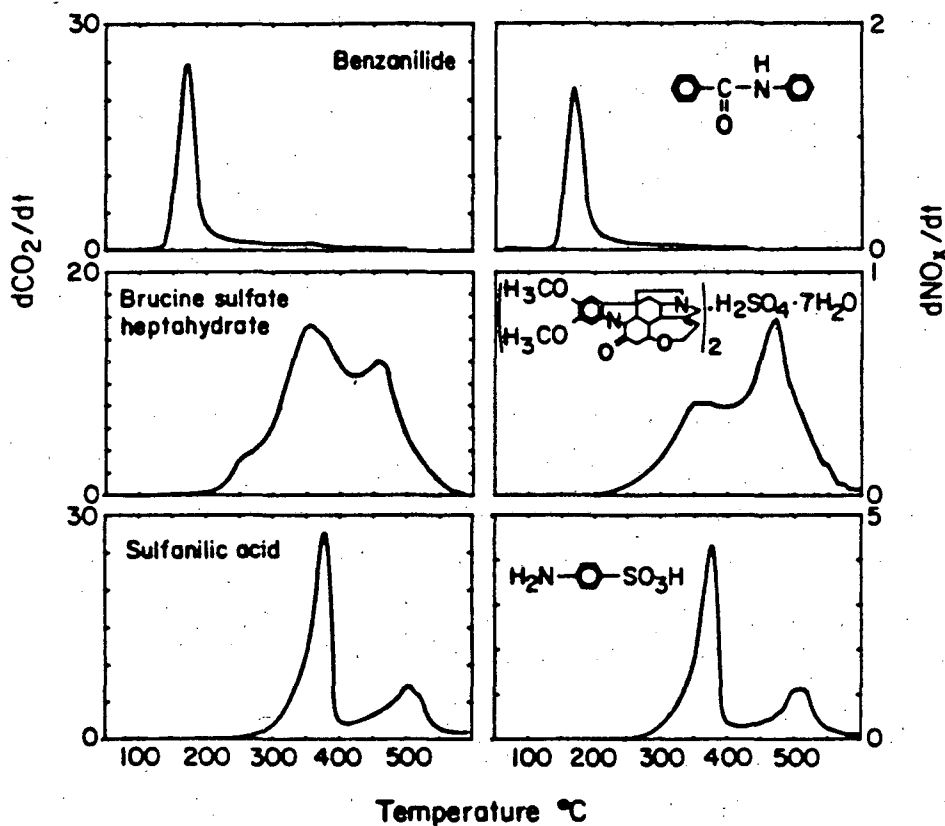 30
Benzanilide
2
H
C-N
O
0
0
dCO2/dt
dNOx/dt
20
Brucine sulfate
heptahydrate
1
H3CO
H3CO
N
N
O
O
2
.H2SO4·7H2O
0
0
30
Sulfanilic acid
5
H2N
SO3H
0
0
100 200 300 400 500
100 200 300 400 500
Temperature °C